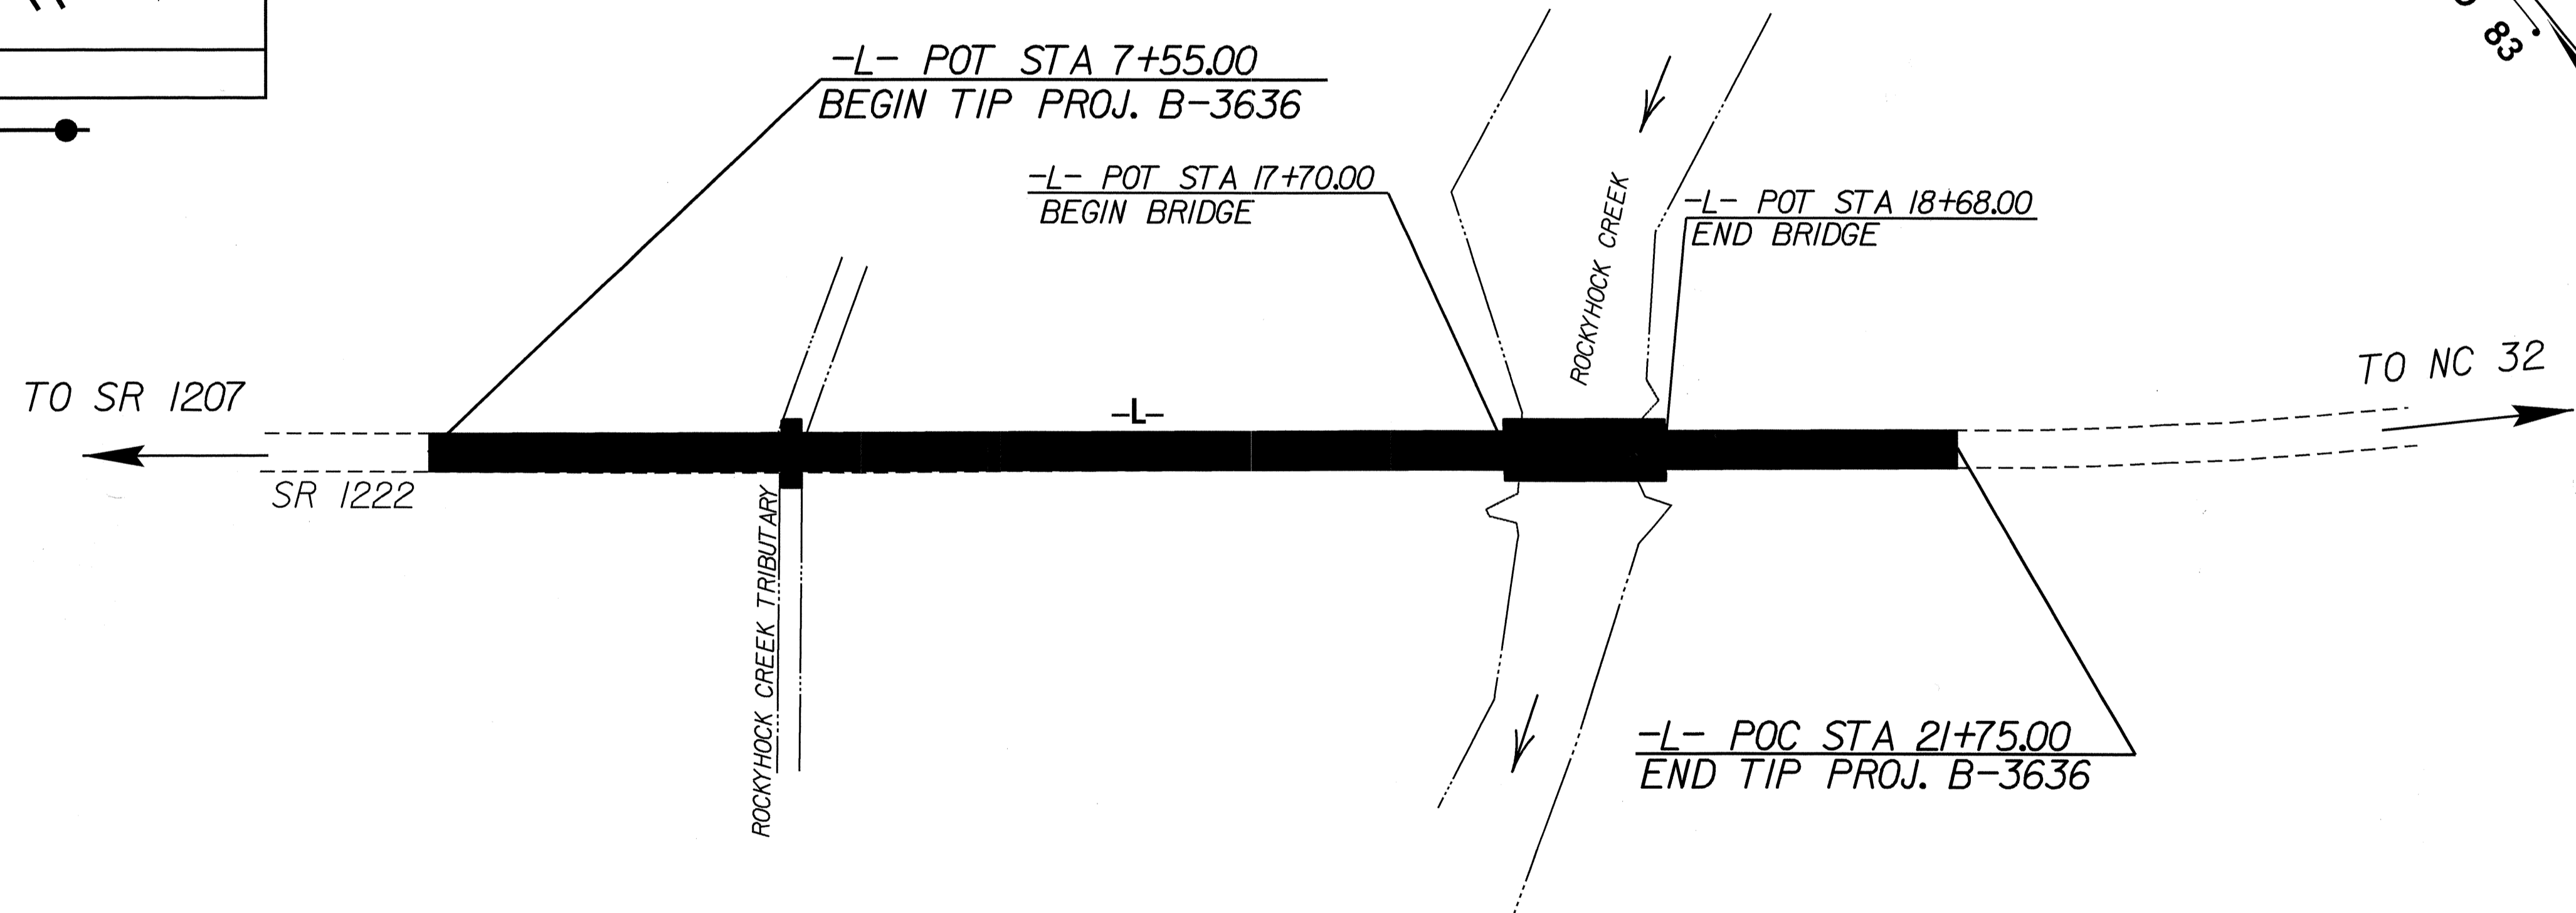 83
-L- POT STA 7+55.00
BEGIN TIP PROJ. B-3636
-L- POT STA 17+70.00
BEGIN BRIDGE
ROCKYHOCK CREEK
-L- POT STA 18+68.00
END BRIDGE
TO SR 1207
-L-
TO NC 32
SR 1222
ROCKYHOCK CREEK TRIBUTARY
-L- POC STA 21+75.00
END TIP PROJ. B-3636